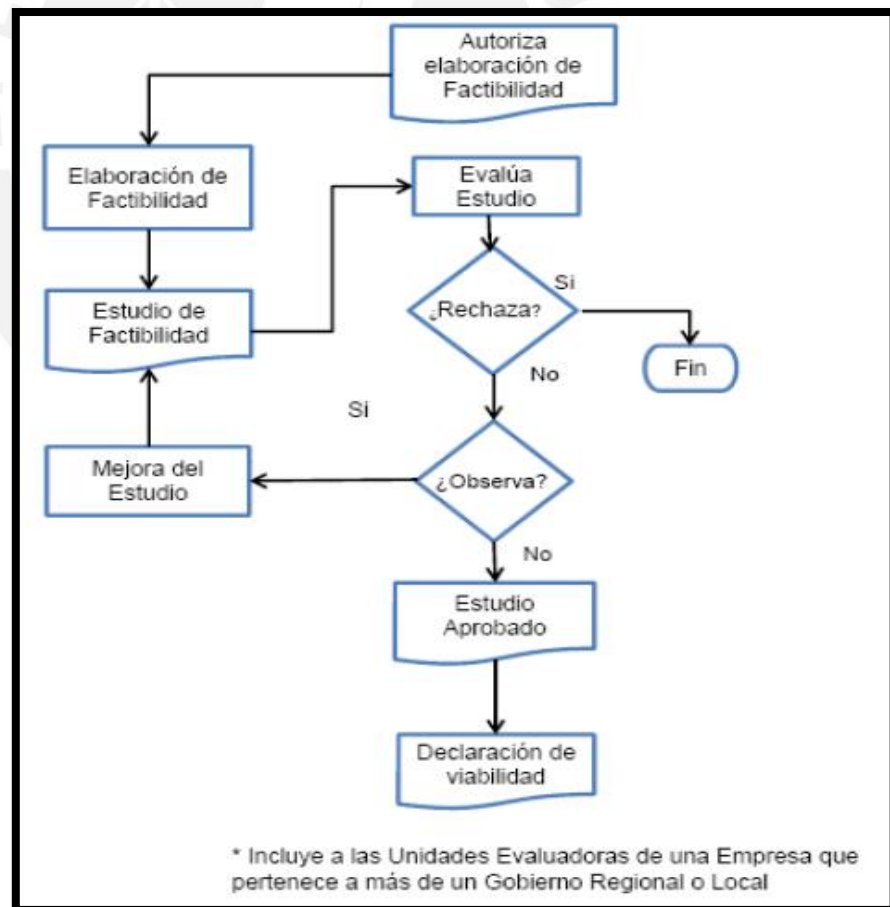 Autoriza
elaboración de
Factibilidad
Elaboración de
Factibilidad
Evalúa
Estudio
Estudio de
Factibilidad
¿Rechaza?
Si
Fin
No
Si
Mejora del
Estudio
¿Observa?
No
Estudio
Aprobado
Declaración de
viabilidad
* Incluye a las Unidades Evaluadoras de una Empresa que
pertenece a más de un Gobierno Regional o Local